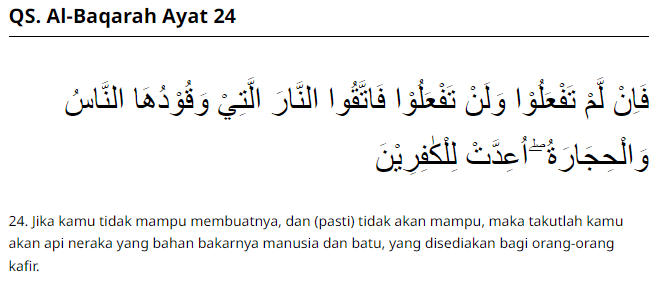 QS. Al-Baqarah Ayat 24
فَاِنْ لَّمْ تَفْعَلُوْا وَلَنْ تَفْعَلُوْا فَاتَّقُوا النَّارَ الَّتِيْ وَقُوْدُهَا النَّاسُ
وَالْحِجَارَةُ ۖ اُعِدَّتْ لِلْكٰفِرِيْنَ
24. Jika kamu tidak mampu membuatnya, dan (pasti) tidak akan mampu, maka takutlah kamu
akan api neraka yang bahan bakarnya manusia dan batu, yang disediakan bagi orang-orang
kafir.